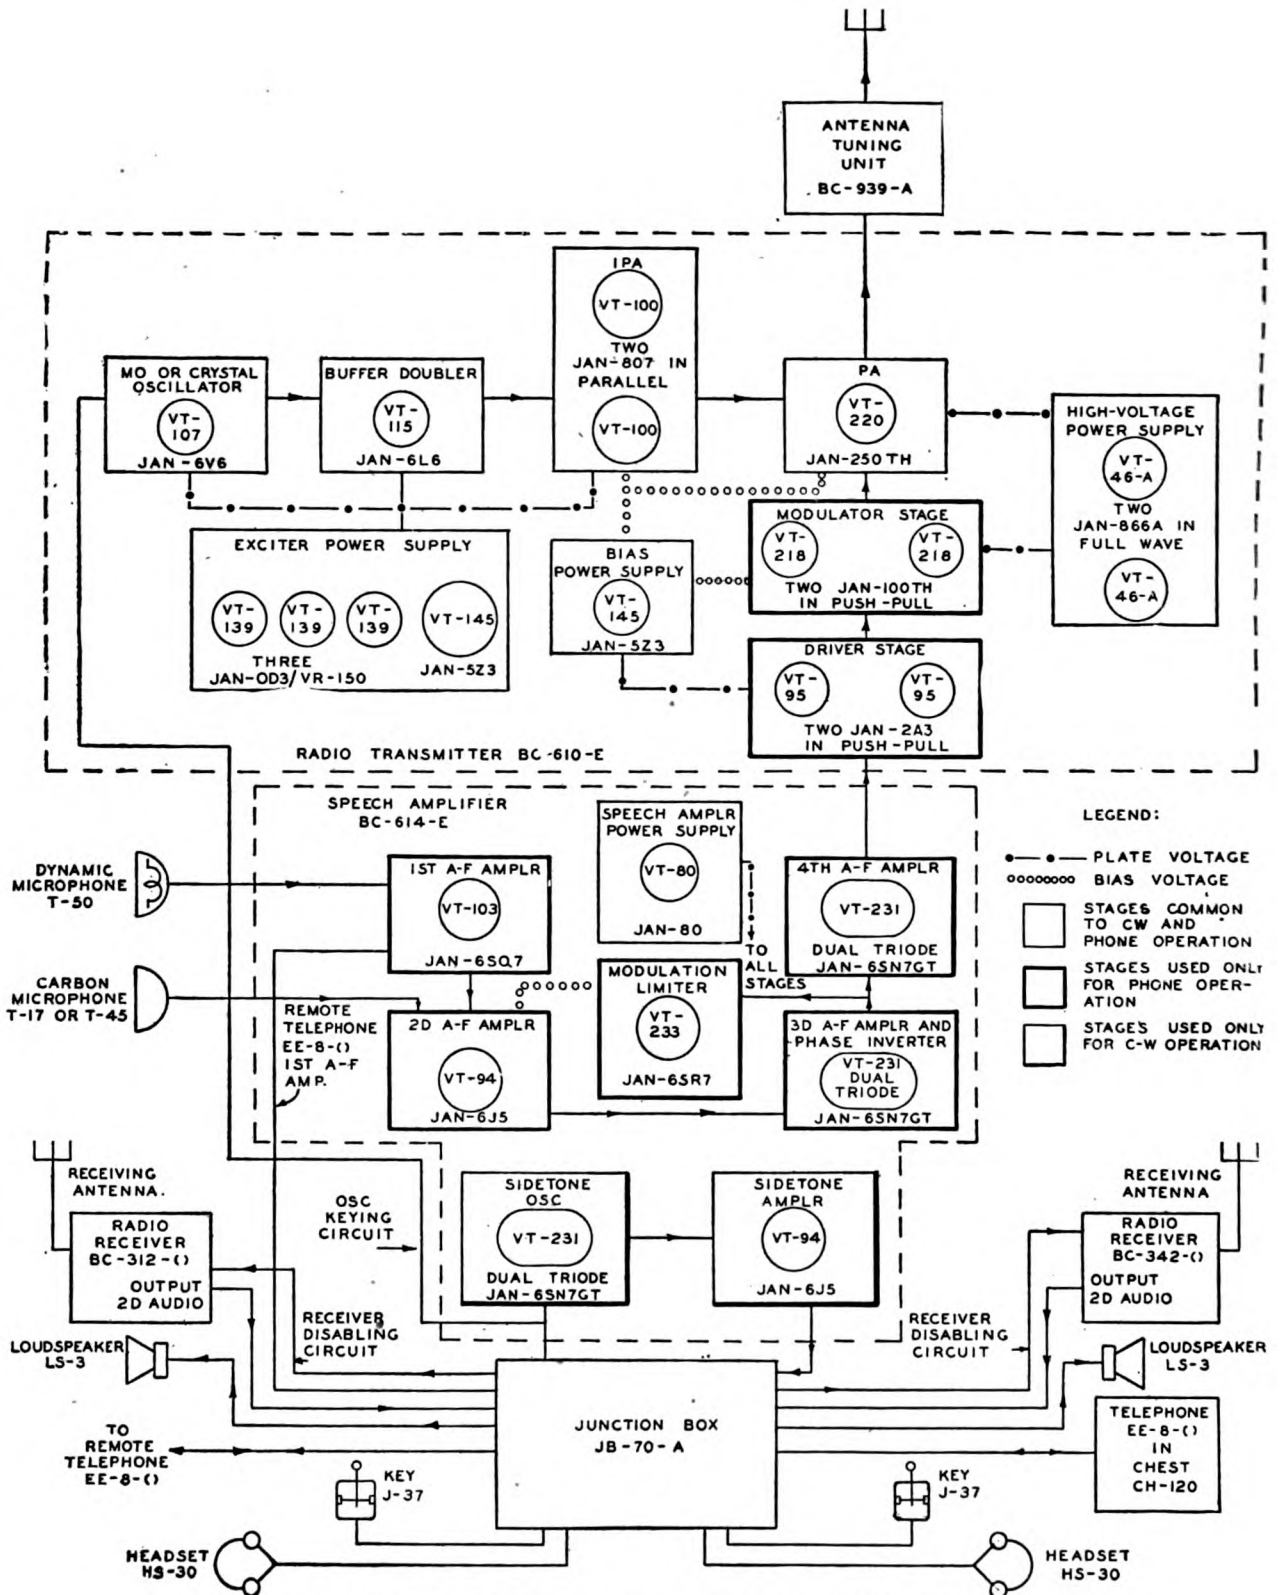 ANTENNA
TUNING
UNIT
BC-939-A
IPA
VT-100
TWO
JAN-807 IN
PARALLEL
VT-100
MO OR CRYSTAL
OSCILLATOR
VT-
107
JAN-6V6
BUFFER DOUBLER
VT-
115
JAN-6L6
PA
VT-
220
JAN-250TH
HIGH-VOLTAGE
POWER SUPPLY
VT-
46-A
TWO
JAN-866A IN
FULL WAVE
VT-
46-A
EXCITER POWER SUPPLY
VT-
139
VT-
139
VT-
139
VT-145
THREE
JAN-OD3/VR-150
JAN-5Z3
BIAS
POWER SUPPLY
VT-
145
JAN-5Z3
MODULATOR STAGE
VT-
218
VT-
218
TWO JAN-100TH
IN PUSH-PULL
DRIVER STAGE
VT-
95
VT-
95
TWO JAN-2A3
IN PUSH-PULL
RADIO TRANSMITTER BC-610-E
SPEECH AMPLIFIER
BC-614-E
DYNAMIC
MICROPHONE
T-50
CARBON
MICROPHONE
T-17 OR T-45
1ST A-F AMPLR
VT-103
JAN-6SQ7
SPEECH AMPLR
POWER SUPPLY
VT-80
JAN-80
TO
ALL
STAGES
4TH A-F AMPLR
VT-231
DUAL TRIODE
JAN-6SN7GT
REMOTE
TELEPHONE
EE-8-()
1ST A-F
AMP.
2D A-F AMPLR
VT-94
JAN-6J5
MODULATION
LIMITER
VT-
233
JAN-6SR7
3D A-F AMPLR AND
PHASE INVERTER
VT-231
DUAL
TRIODE
JAN-6SN7GT
LEGEND:
PLATE VOLTAGE
BIAS VOLTAGE
STAGES COMMON
TO CW AND
PHONE OPERATION
STAGES USED ONLY
FOR PHONE OPER-
ATION
STAGES USED ONLY
FOR C-W OPERATION
RECEIVING
ANTENNA.
RADIO
RECEIVER
BC-312-()
OUTPUT
2D AUDIO
OSC
KEYING
CIRCUIT
SIDETONE
OSC
VT-231
DUAL TRIODE
JAN-6SN7GT
SIDETONE
AMPLR
VT-94
JAN-6J5
RECEIVING
ANTENNA
RADIO
RECEIVER
BC-342-()
OUTPUT
2D AUDIO
RECEIVER
DISABLING
CIRCUIT
RECEIVER
DISABLING
CIRCUIT
LOUDSPEAKER
LS-3
LOUDSPEAKER
LS-3
TO
REMOTE
TELEPHONE
EE-8-()
JUNCTION BOX
JB-70-A
TELEPHONE
EE-8-()
IN
CHEST
CH-120
KEY
J-37
KEY
J-37
HEADSET
HS-30
HEADSET
HS-30